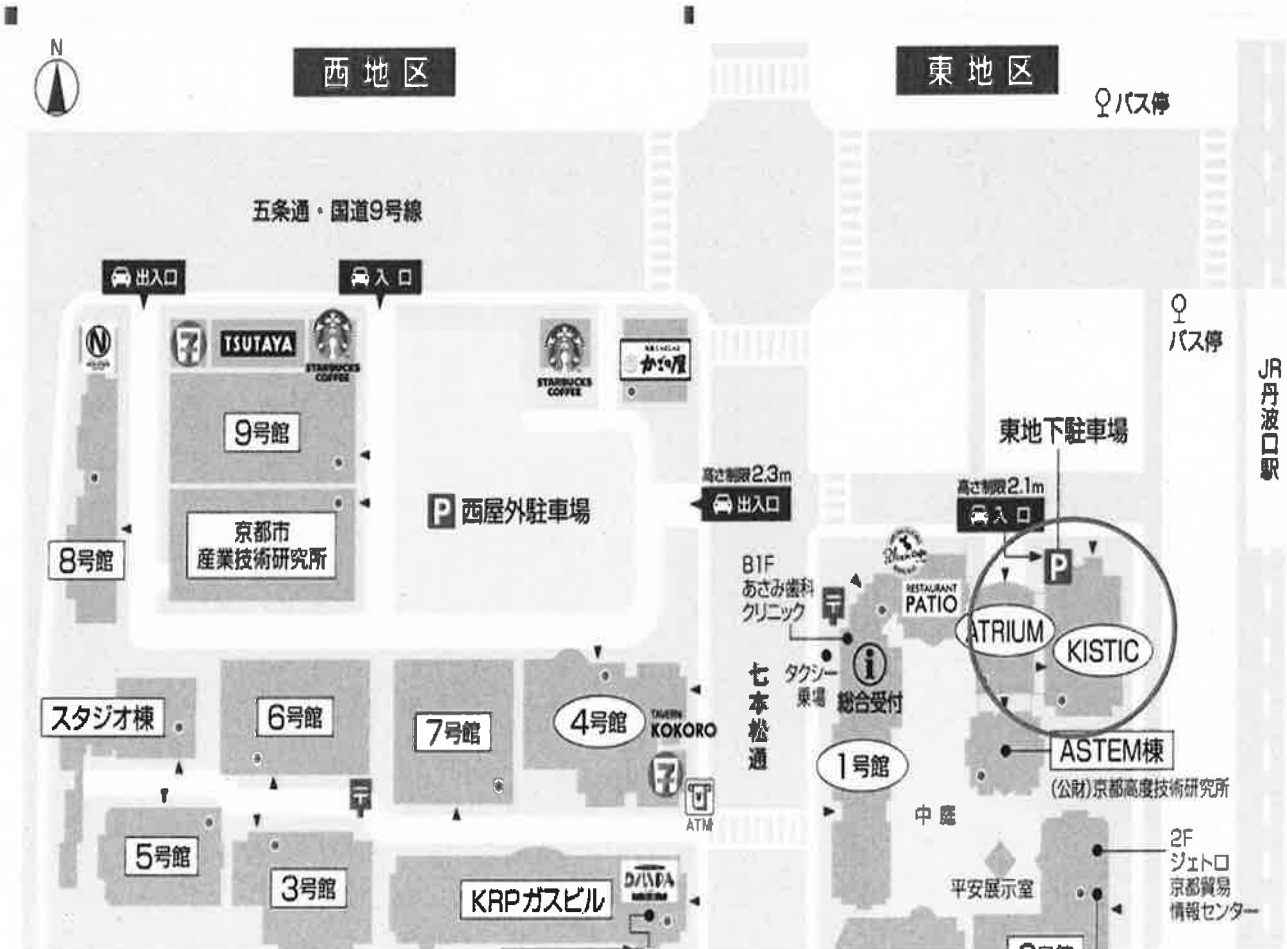 N
西地区
東地区
バス停
五条通・国道9号線
出入口
入口
7
TSUTAYA
STARBUCKS
COFFEE
STARBUCKS
COFFEE
かごの屋
バス停
JR丹波口駅
9号館
東地下駐車場
高さ制限2.3m
出入口
高さ制限2.1m
入口
P 西屋外駐車場
京都市
産業技術研究所
8号館
B1F
あさみ歯科
クリニック
RESTAURANT
PATIO
P
ATRIUM
KISTIC
タクシー
乗場
i
総合受付
七本松通
スタジオ棟
6号館
7号館
4号館
TAVERN
KOKORO
7
ATM
1号館
ASTEM棟
(公財)京都高度技術研究所
中庭
5号館
3号館
KRPガスビル
平安展示室
2F
ジェトロ
京都貿易
情報センター